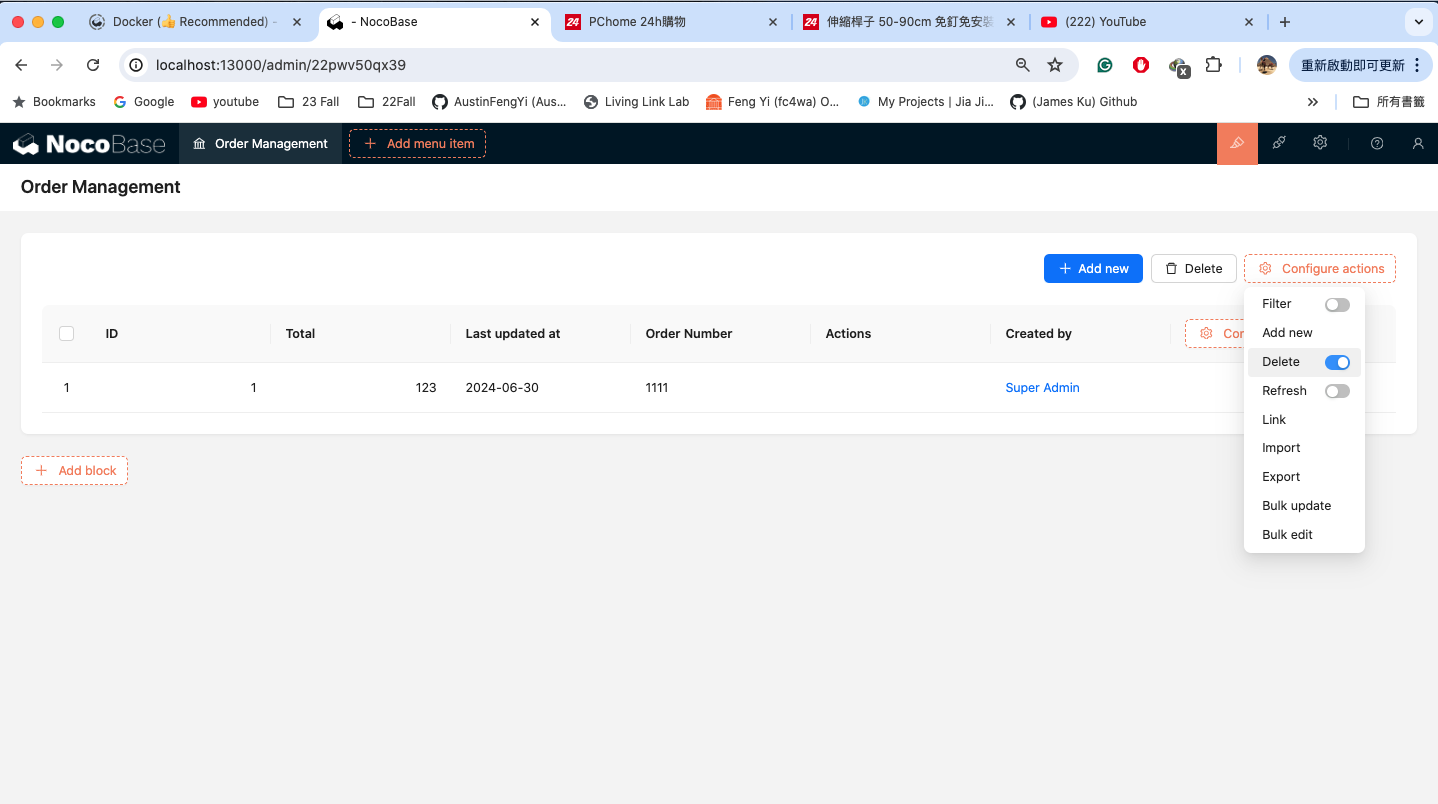 Docker (👍 Recommended) -
- NocoBase
PChome 24h購物
伸縮桿子 50-90cm 免釘免安裝
(222) YouTube
localhost:13000/admin/22pwv50qx39
重新啟動即可更新
Bookmarks
Google
youtube
23 Fall
22Fall
AustinFengYi (Aus...
Living Link Lab
Feng Yi (fc4wa) O...
My Projects | Jia Ji...
(James Ku) Github
所有書籤
NocoBase
Order Management
Add menu item
Order Management
Add new
Delete
Configure actions
ID
Total
Last updated at
Order Number
Actions
Created by
Con
1
1
123
2024-06-30
1111
Super Admin
Filter
Add new
Delete
Refresh
Link
Import
Export
Bulk update
Bulk edit
Add block